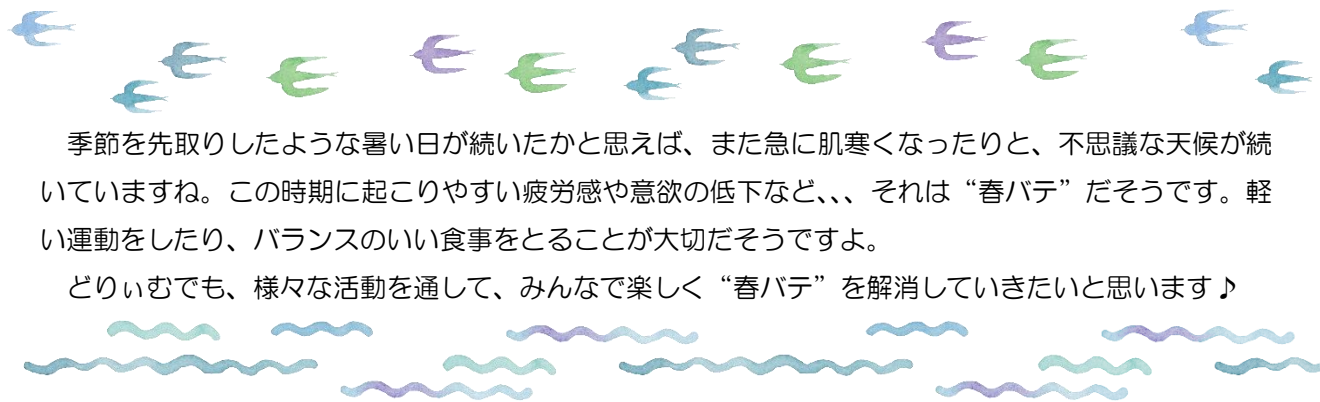 季節を先取りしたような暑い日が続いたかと思えば、また急に肌寒くなったりと、不思議な天候が続
いていますね。この時期に起こりやすい疲労感や意欲の低下など、、、それは“春バテ”だそうです。軽
い運動をしたり、バランスのいい食事をとることが大切だそうですよ。
　どりぃむでも、様々な活動を通して、みんなで楽しく“春バテ”を解消していきたいと思います♪